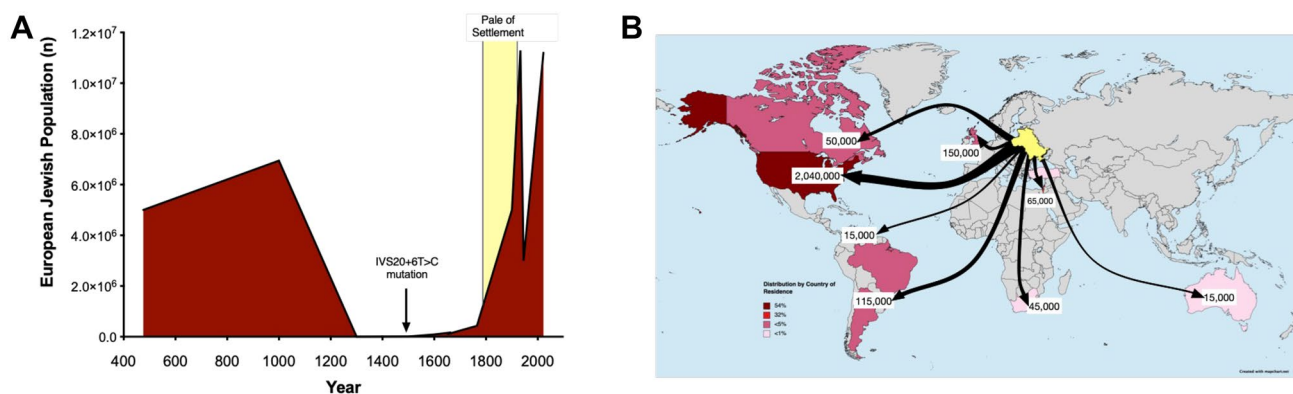 A
Pale of
Settlement
European Jewish Population (n)
1.2×10⁷
1.0×10⁷
8.0×10⁶
6.0×10⁶
4.0×10⁶
2.0×10⁶
0.0
IVS20+6T>C
mutation
400 600 800 1000 1200 1400 1600 1800 2000
Year
B
50,000
150,000
2,040,000
65,000
15,000
115,000
45,000
15,000
Distribution by Country of
Residence
54%
32%
<5%
<1%
Created with mapchart.net